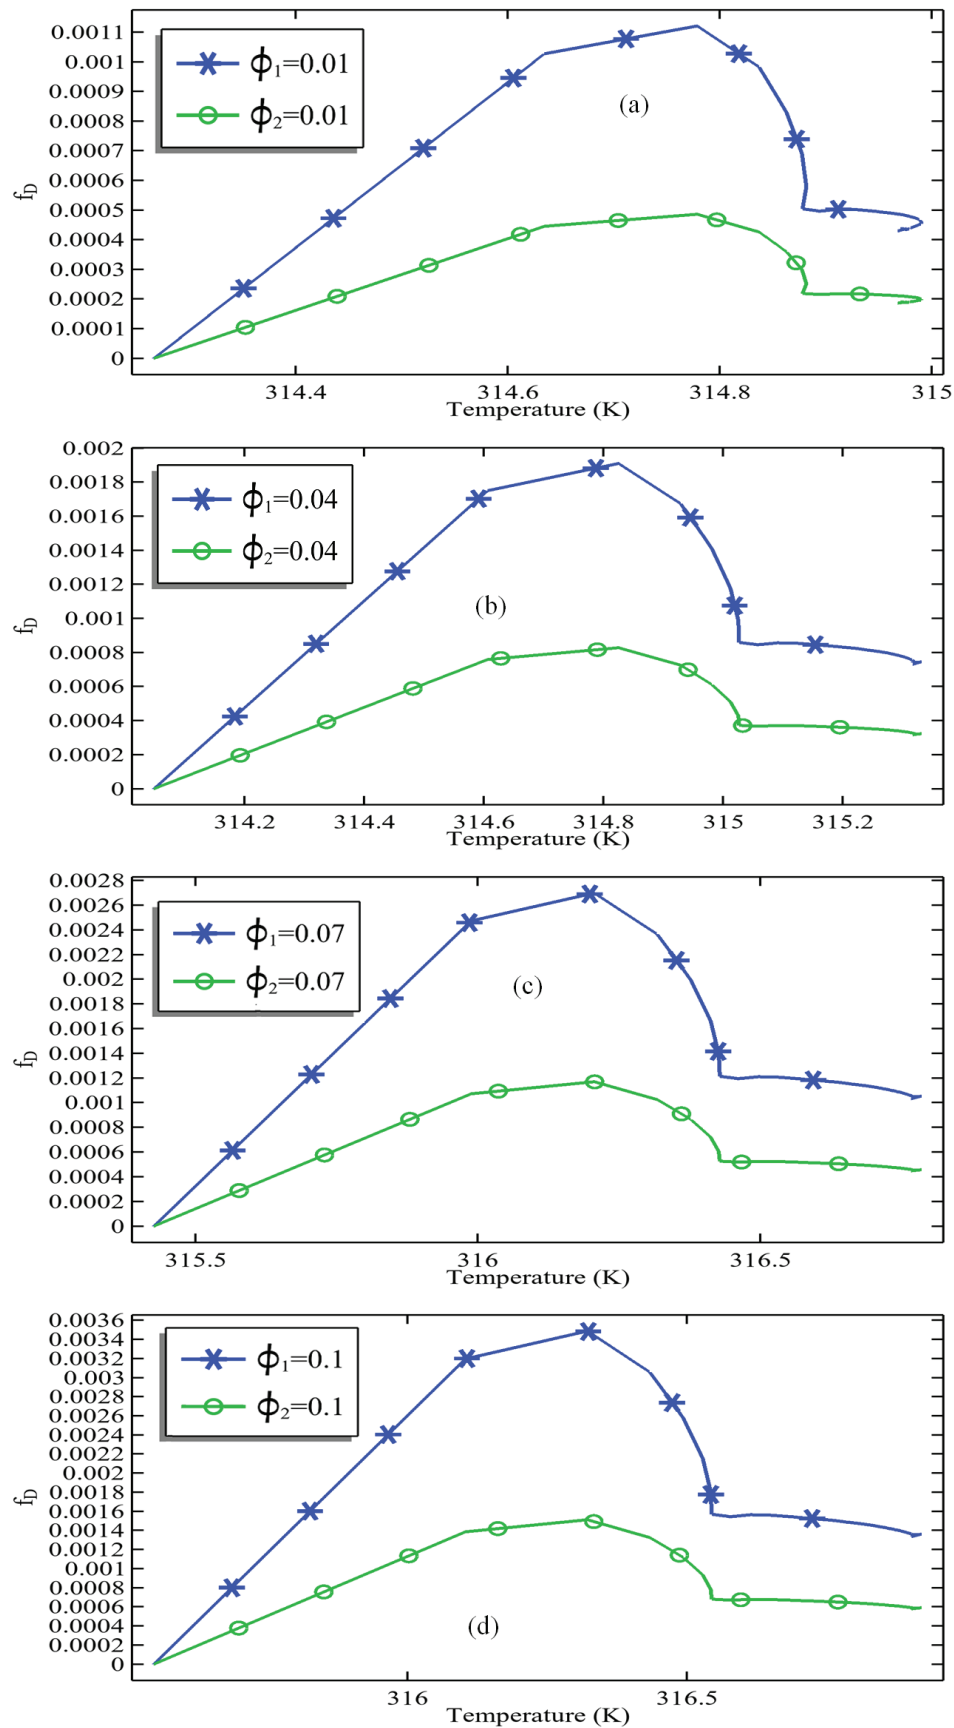 0.0011
0.001
0.0009
0.0008
0.0007
0.0006
0.0005
0.0004
0.0003
0.0002
0.0001
0
f_D
ϕ₁=0.01
ϕ₂=0.01
(a)
314.4 314.6 314.8 315
Temperature (K)
0.002
0.0018
0.0016
0.0014
0.0012
0.001
0.0008
0.0006
0.0004
0.0002
0
f_D
ϕ₁=0.04
ϕ₂=0.04
(b)
314.2 314.4 314.6 314.8 315 315.2
Temperature (K)
0.0028
0.0026
0.0024
0.0022
0.002
0.0018
0.0016
0.0014
0.0012
0.001
0.0008
0.0006
0.0004
0.0002
0
f_D
ϕ₁=0.07
ϕ₂=0.07
(c)
315.5 316 316.5
Temperature (K)
0.0036
0.0034
0.0032
0.003
0.0028
0.0026
0.0024
0.0022
0.002
0.0018
0.0016
0.0014
0.0012
0.001
0.0008
0.0006
0.0004
0.0002
0
f_D
ϕ₁=0.1
ϕ₂=0.1
(d)
316 316.5
Temperature (K)